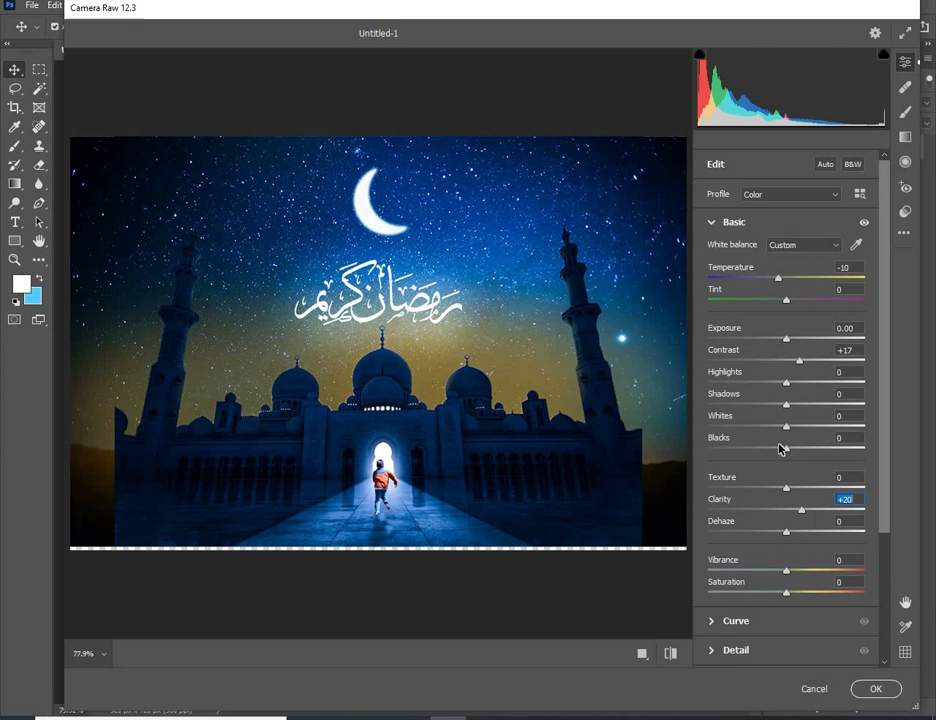 Camera Raw 12.3
File Edit
Untitled-1
رمضان كريم
Edit Auto B&W
Profile Color
Basic
White balance Custom
Temperature -10
Tint 0
Exposure 0.00
Contrast +17
Highlights 0
Shadows 0
Whites 0
Blacks 0
Texture 0
Clarity +20
Dehaze 0
Vibrance 0
Saturation 0
Curve
Detail
77.9%
Cancel OK